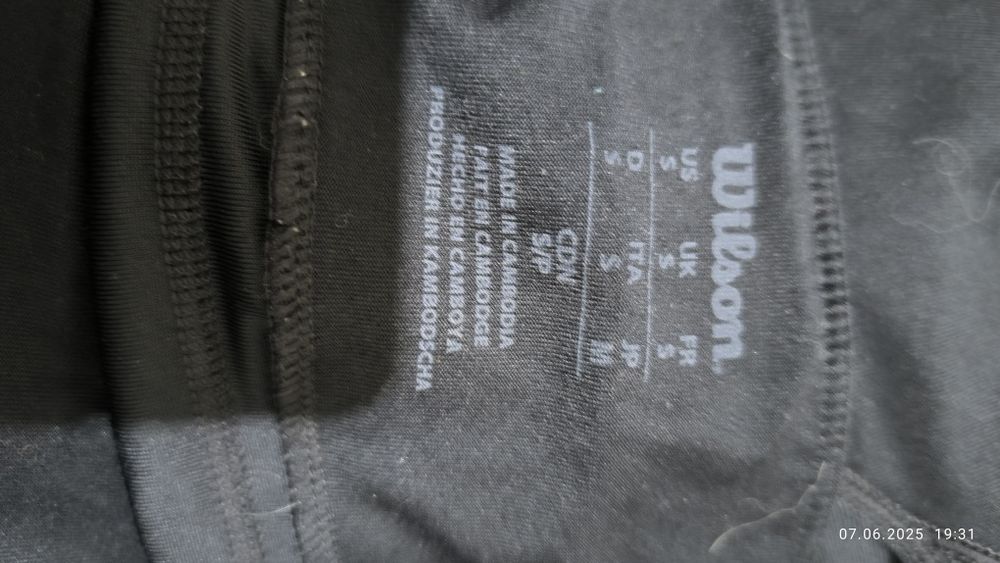 Wilson
US UK FR
S S S
D ITA JP
S S M
CDN
S/P
MADE IN CAMBODIA
FAIT EN CAMBODGE
HECHO EN CAMBOYA
PRODUZIER IN KAMBODSCHA
07.06.2025 19:31